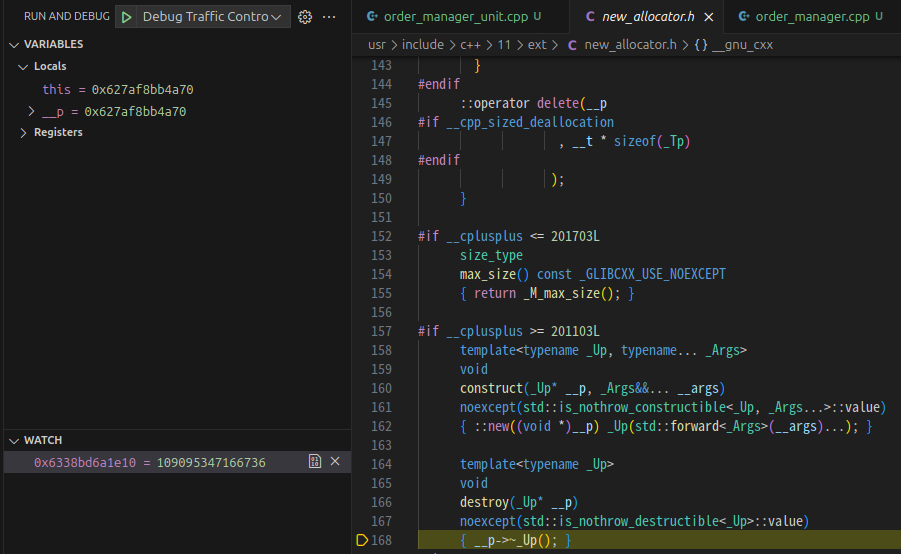 RUN AND DEBUG Debug Traffic Contro
VARIABLES
Locals
this = 0x627af8bb4a70
__p = 0x627af8bb4a70
Registers
WATCH
0x6338bd6a1e10 = 109095347166736
order_manager_unit.cpp U new_allocator.h order_manager.cpp U
usr > include > c++ > 11 > ext > C new_allocator.h > {} __gnu_cxx
143 }
144 #endif
145 ::operator delete(__p
146 #if __cpp_sized_deallocation
147 , __t * sizeof(_Tp)
148 #endif
149 );
150 }
151
152 #if __cplusplus <= 201703L
153 size_type
154 max_size() const _GLIBCXX_USE_NOEXCEPT
155 { return _M_max_size(); }
156
157 #if __cplusplus >= 201103L
158 template<typename _Up, typename... _Args>
159 void
160 construct(_Up* __p, _Args&&... __args)
161 noexcept(std::is_nothrow_constructible<_Up, _Args...>::value)
162 { ::new((void *)__p) _Up(std::forward<_Args>(__args)...); }
163
164 template<typename _Up>
165 void
166 destroy(_Up* __p)
167 noexcept(std::is_nothrow_destructible<_Up>::value)
168 { __p->~_Up(); }